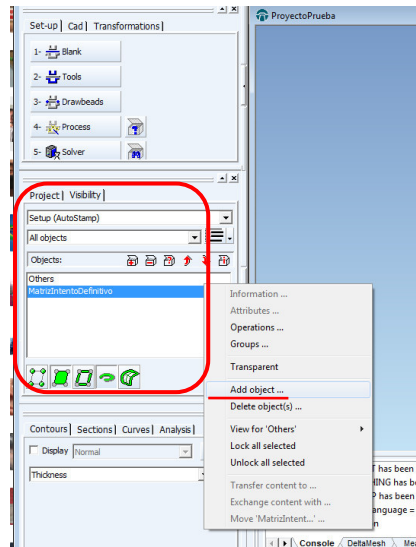 ProyectoPrueba
Set-up Cad Transformations
1- Blank
2- Tools
3- Drawbeads
4- Process
5- Solver
Project Visibility
Setup (AutoStamp)
All objects
Objects:
Others
MatrizIntentoDefinitivo
Information ...
Attributes ...
Operations ...
Groups ...
Transparent
Add object ...
Delete object(s) ...
View for 'Others'
Lock all selected
Unlock all selected
Transfer content to ...
Exchange content with ...
Move 'MatrizIntent...' ...
Contours Sections Curves Analysis
Display Normal
Thickness
T has been
HING has b
P has been
anguage =
n
Console DeltaMesh Mea